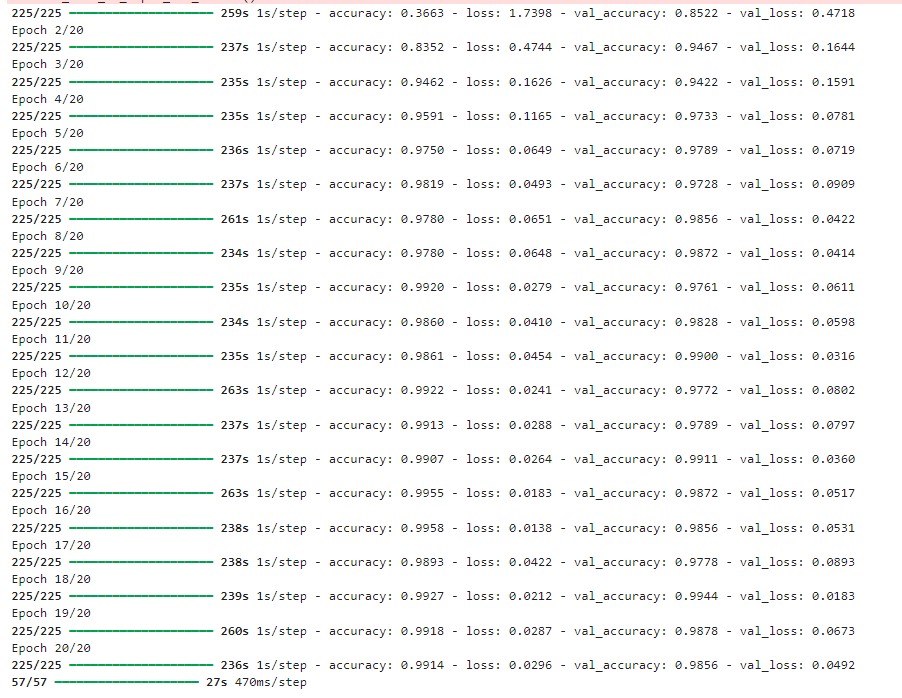 225/225 ━━━━━━━━━━━━━━━━━━━━ 259s 1s/step - accuracy: 0.3663 - loss: 1.7398 - val_accuracy: 0.8522 - val_loss: 0.4718
Epoch 2/20
225/225 ━━━━━━━━━━━━━━━━━━━━ 237s 1s/step - accuracy: 0.8352 - loss: 0.4744 - val_accuracy: 0.9467 - val_loss: 0.1644
Epoch 3/20
225/225 ━━━━━━━━━━━━━━━━━━━━ 235s 1s/step - accuracy: 0.9462 - loss: 0.1626 - val_accuracy: 0.9422 - val_loss: 0.1591
Epoch 4/20
225/225 ━━━━━━━━━━━━━━━━━━━━ 235s 1s/step - accuracy: 0.9591 - loss: 0.1165 - val_accuracy: 0.9733 - val_loss: 0.0781
Epoch 5/20
225/225 ━━━━━━━━━━━━━━━━━━━━ 236s 1s/step - accuracy: 0.9750 - loss: 0.0649 - val_accuracy: 0.9789 - val_loss: 0.0719
Epoch 6/20
225/225 ━━━━━━━━━━━━━━━━━━━━ 237s 1s/step - accuracy: 0.9819 - loss: 0.0493 - val_accuracy: 0.9728 - val_loss: 0.0909
Epoch 7/20
225/225 ━━━━━━━━━━━━━━━━━━━━ 261s 1s/step - accuracy: 0.9780 - loss: 0.0651 - val_accuracy: 0.9856 - val_loss: 0.0422
Epoch 8/20
225/225 ━━━━━━━━━━━━━━━━━━━━ 234s 1s/step - accuracy: 0.9780 - loss: 0.0648 - val_accuracy: 0.9872 - val_loss: 0.0414
Epoch 9/20
225/225 ━━━━━━━━━━━━━━━━━━━━ 235s 1s/step - accuracy: 0.9920 - loss: 0.0279 - val_accuracy: 0.9761 - val_loss: 0.0611
Epoch 10/20
225/225 ━━━━━━━━━━━━━━━━━━━━ 234s 1s/step - accuracy: 0.9860 - loss: 0.0410 - val_accuracy: 0.9828 - val_loss: 0.0598
Epoch 11/20
225/225 ━━━━━━━━━━━━━━━━━━━━ 235s 1s/step - accuracy: 0.9861 - loss: 0.0454 - val_accuracy: 0.9900 - val_loss: 0.0316
Epoch 12/20
225/225 ━━━━━━━━━━━━━━━━━━━━ 263s 1s/step - accuracy: 0.9922 - loss: 0.0241 - val_accuracy: 0.9772 - val_loss: 0.0802
Epoch 13/20
225/225 ━━━━━━━━━━━━━━━━━━━━ 237s 1s/step - accuracy: 0.9913 - loss: 0.0288 - val_accuracy: 0.9789 - val_loss: 0.0797
Epoch 14/20
225/225 ━━━━━━━━━━━━━━━━━━━━ 237s 1s/step - accuracy: 0.9907 - loss: 0.0264 - val_accuracy: 0.9911 - val_loss: 0.0360
Epoch 15/20
225/225 ━━━━━━━━━━━━━━━━━━━━ 263s 1s/step - accuracy: 0.9955 - loss: 0.0183 - val_accuracy: 0.9872 - val_loss: 0.0517
Epoch 16/20
225/225 ━━━━━━━━━━━━━━━━━━━━ 238s 1s/step - accuracy: 0.9958 - loss: 0.0138 - val_accuracy: 0.9856 - val_loss: 0.0531
Epoch 17/20
225/225 ━━━━━━━━━━━━━━━━━━━━ 238s 1s/step - accuracy: 0.9893 - loss: 0.0422 - val_accuracy: 0.9778 - val_loss: 0.0893
Epoch 18/20
225/225 ━━━━━━━━━━━━━━━━━━━━ 239s 1s/step - accuracy: 0.9927 - loss: 0.0212 - val_accuracy: 0.9944 - val_loss: 0.0183
Epoch 19/20
225/225 ━━━━━━━━━━━━━━━━━━━━ 260s 1s/step - accuracy: 0.9918 - loss: 0.0287 - val_accuracy: 0.9878 - val_loss: 0.0673
Epoch 20/20
225/225 ━━━━━━━━━━━━━━━━━━━━ 236s 1s/step - accuracy: 0.9914 - loss: 0.0296 - val_accuracy: 0.9856 - val_loss: 0.0492
57/57 ━━━━━━━━━━━━━━━━━━━━ 27s 470ms/step